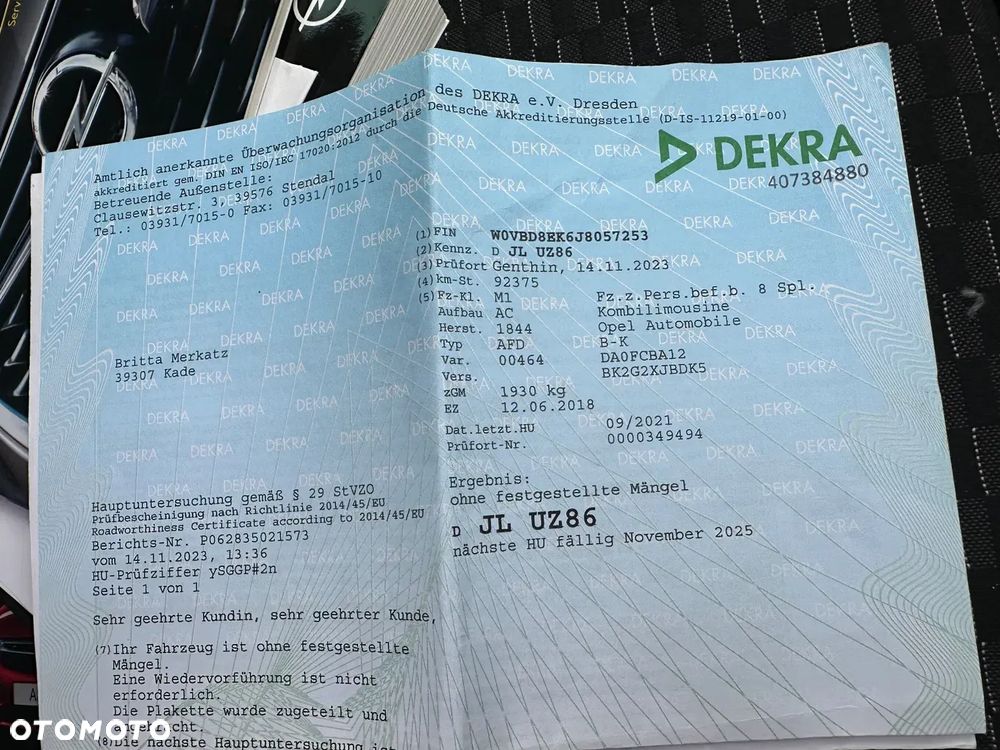 Serv
Amtlich anerkannte Überwachungsorganisation des DEKRA e.V. Dresden
akkreditiert gem. DIN EN ISO/IEC 17020:2012 durch die Deutsche Akkreditierungsstelle (D-IS-11219-01-00)
Betreuende Außenstelle:
Clausewitzstr. 3, 39576 Stendal
Tel.: 03931/7015-0 Fax: 03931/7015-10
DEKRA
407384880
(1) FIN W0VBD8EK6J8057253
(2) Kennz. D JL UZ86
(3) Prüfort Genthin, 14.11.2023
(4) km-St. 92375
(5) Fz-Kl. M1 Fz.z.Pers.bef.b. 8 Spl.
Aufbau AC Kombilimousine
Herst. 1844 Opel Automobile
Typ AFD B-K
Var. 00464 DA0FCBA12
Vers. BK2G2XJBDK5
zGM 1930 kg
EZ 12.06.2018
Dat.letzt.HU 09/2021
Prüfort-Nr. 0000349494
Britta Merkatz
39307 Kade
Ergebnis:
ohne festgestellte Mängel
D JL UZ86
nächste HU fällig November 2025
Hauptuntersuchung gemäß § 29 StVZO
Prüfbescheinigung nach Richtlinie 2014/45/EU
Roadworthiness Certificate according to 2014/45/EU
Berichts-Nr. P062835021573
vom 14.11.2023, 13:36
HU-Prüfziffer ySGGP#2n
Seite 1 von 1
Sehr geehrte Kundin, sehr geehrter Kunde,
(7) Ihr Fahrzeug ist ohne festgestellte
Mängel.
Eine Wiedervorführung ist nicht
erforderlich.
Die Plakette wurde zugeteilt und
angebracht.
(8) Die nächste Hauptuntersuchung ist
OTOMOTO